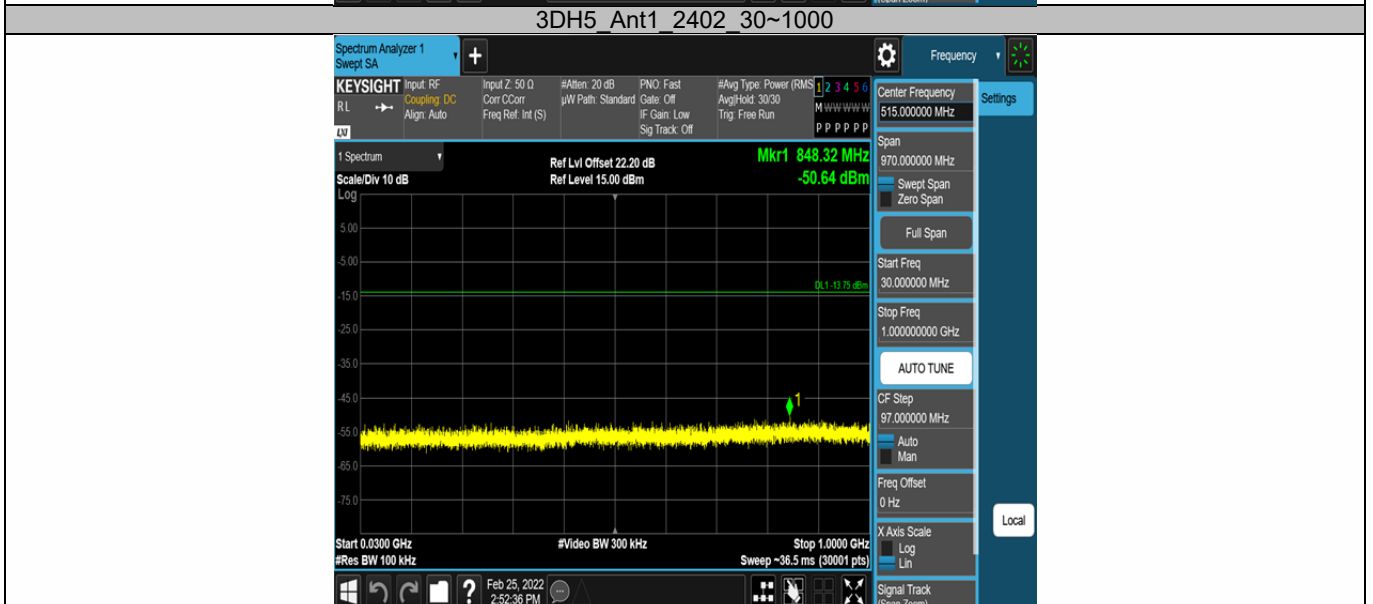 3DH5_Ant1_2402_30~1000
Spectrum Analyzer 1
Swept SA
+
Frequency
KEYSIGHT
RL
LXI
Input: RF
Coupling: DC
Align: Auto
Input Z: 50 Ω
Corr CCorr
Freq Ref: Int (S)
#Atten: 20 dB
µW Path: Standard
PNO: Fast
Gate: Off
IF Gain: Low
Sig Track: Off
#Avg Type: Power (RMS
Avg|Hold: 30/30
Trig: Free Run
1 2 3 4 5 6
M W W W W W
P P P P P P
1 Spectrum
Scale/Div 10 dB
Log
Ref Lvl Offset 22.20 dB
Ref Level 15.00 dBm
Mkr1 848.32 MHz
-50.64 dBm
5.00
-5.00
-15.0
-25.0
-35.0
-45.0
-55.0
-65.0
-75.0
DL1 -13.75 dBm
1
Start 0.0300 GHz
#Res BW 100 kHz
#Video BW 300 kHz
Stop 1.0000 GHz
Sweep ~36.5 ms (30001 pts)
?
Feb 25, 2022
2:52:36 PM
Center Frequency
515.000000 MHz
Span
970.000000 MHz
Swept Span
Zero Span
Full Span
Start Freq
30.000000 MHz
Stop Freq
1.000000000 GHz
AUTO TUNE
CF Step
97.000000 MHz
Auto
Man
Freq Offset
0 Hz
X Axis Scale
Log
Lin
Signal Track
(Span Zoom)
Settings
Local